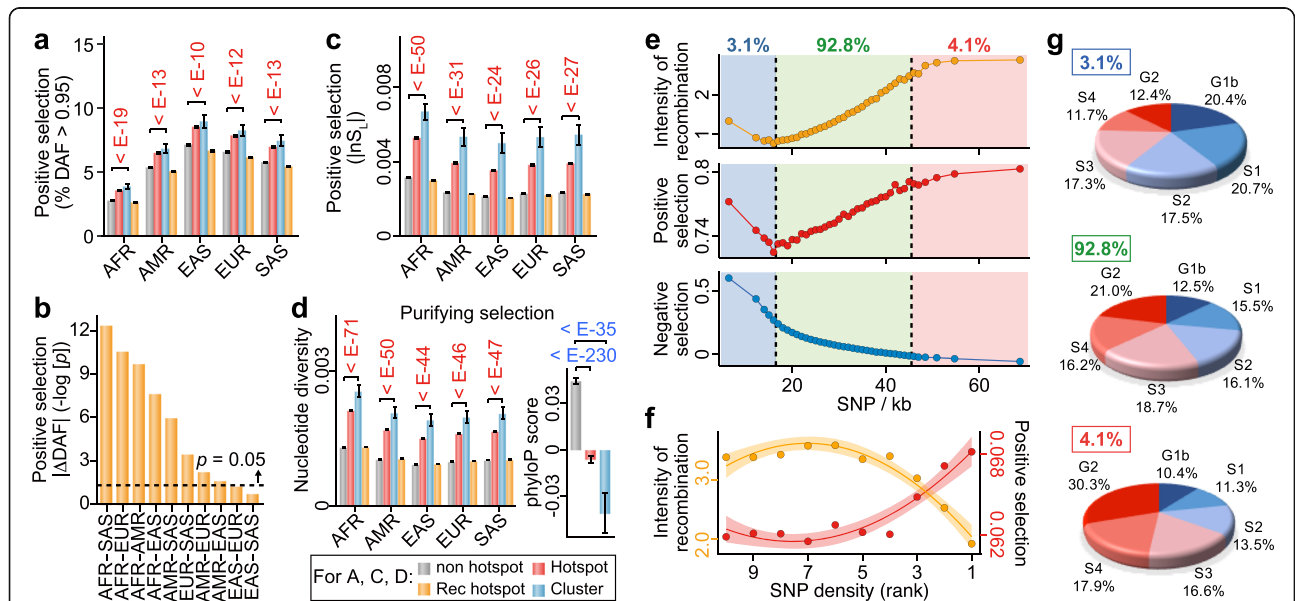 a
Positive selection
(% DAF > 0.95)
15
10
5
0
< E-19
< E-13
< E-10
< E-12
< E-13
AFR
AMR
EAS
EUR
SAS
c
Positive selection
(|lnSL|)
0.008
0.004
0
< E-50
< E-31
< E-24
< E-26
< E-27
AFR
AMR
EAS
EUR
SAS
b
Positive selection
|ΔDAF| (-log [p])
12
9
6
3
0
p = 0.05
AFR-SAS
AFR-EUR
AFR-AMR
AFR-EAS
AMR-SAS
EUR-SAS
AMR-EUR
AMR-EAS
EAS-EUR
EAS-SAS
d
Purifying selection
Nucleotide diversity
0.003
0
< E-71
< E-50
< E-44
< E-46
< E-47
AFR
AMR
EAS
EUR
SAS
< E-35
< E-230
phyloP score
0.03
0
-0.03
For A, C, D:
non hotspot
Hotspot
Rec hotspot
Cluster
e
3.1%
92.8%
4.1%
Intensity of
recombination
2
1
Positive
selection
0.8
0.74
Negative
selection
0.5
0
20
40
60
SNP / kb
f
Intensity of
recombination
3.0
2.0
Positive
selection
0.068
0.062
9
7
5
3
1
SNP density (rank)
g
3.1%
G2
12.4%
G1b
20.4%
S4
11.7%
S1
20.7%
S3
17.3%
S2
17.5%
92.8%
G2
21.0%
G1b
12.5%
S1
15.5%
S4
16.2%
S2
16.1%
S3
18.7%
4.1%
G2
30.3%
G1b
10.4%
S1
11.3%
S2
13.5%
S4
17.9%
S3
16.6%